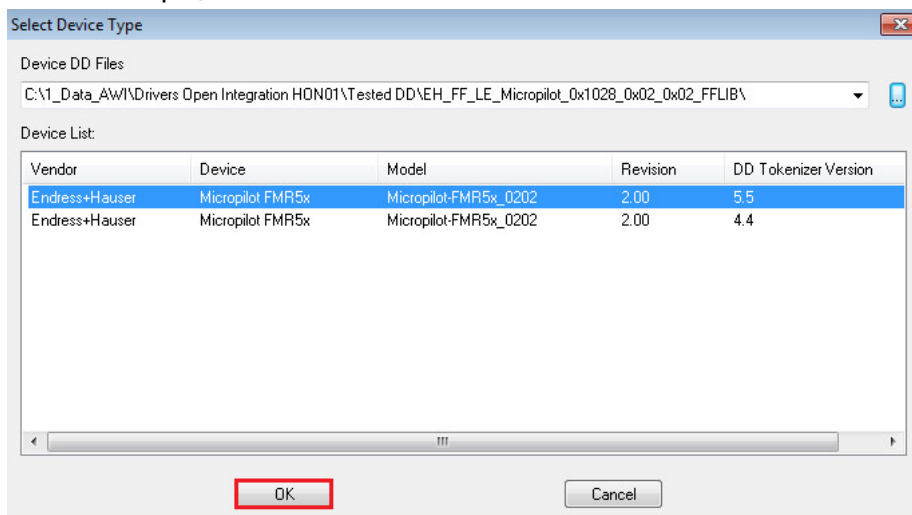 Select Device Type
Device DD Files
C:\1_Data_AWI\Drivers Open Integration HON01\Tested DD\EH_FF_LE_Micropilot_0x1028_0x02_0x02_FFLIB\
...
Device List:
Vendor Device Model Revision DD Tokenizer Version
Endress+Hauser Micropilot FMR5x Micropilot-FMR5x_0202 2.00 5.5
Endress+Hauser Micropilot FMR5x Micropilot-FMR5x_0202 2.00 4.4
OK Cancel